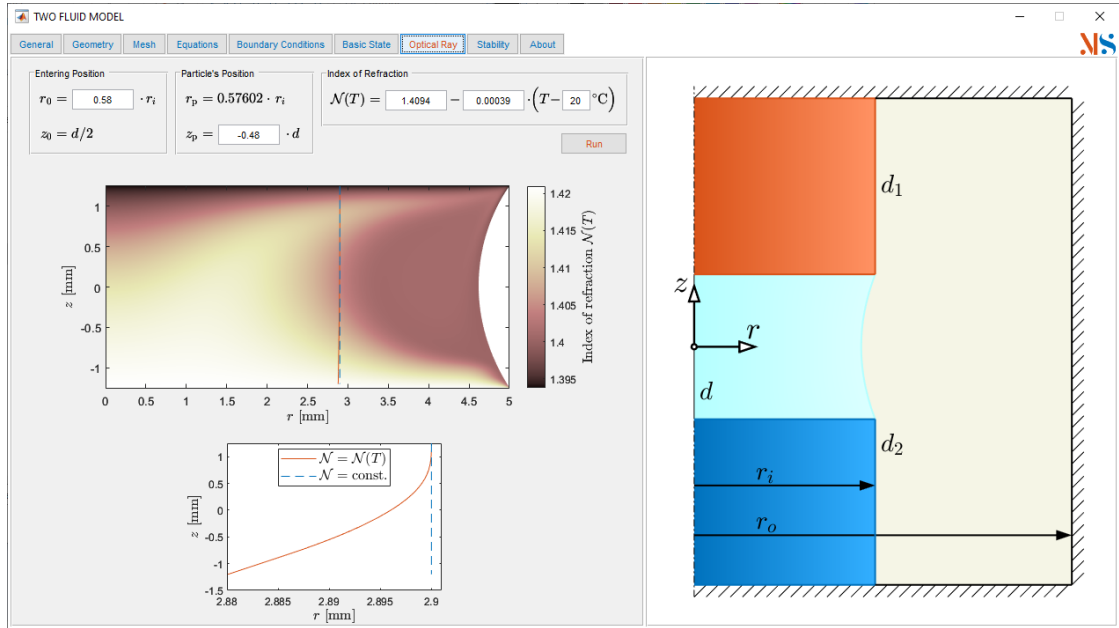 TWO FLUID MODEL
General Geometry Mesh Equations Boundary Conditions Basic State Optical Ray Stability About
MS
Entering Position
r₀ = 0.58 · rᵢ
z₀ = d/2
Particle's Position
rₚ = 0.57602 · rᵢ
zₚ = -0.48 · d
Index of Refraction
𝒩(T) = 1.4094 − 0.00039 · (T− 20 °C)
Run
1
0.5
0
-0.5
-1
z [mm]
0 0.5 1 1.5 2 2.5 3 3.5 4 4.5 5
r [mm]
1.42
1.415
1.41
1.405
1.4
1.395
Index of refraction 𝒩(T)
𝒩 = 𝒩(T)
𝒩 = const.
1
0.5
0
-0.5
-1
-1.5
z [mm]
2.88 2.885 2.89 2.895 2.9
r [mm]
d₁
z
r
d
d₂
rᵢ
rₒ